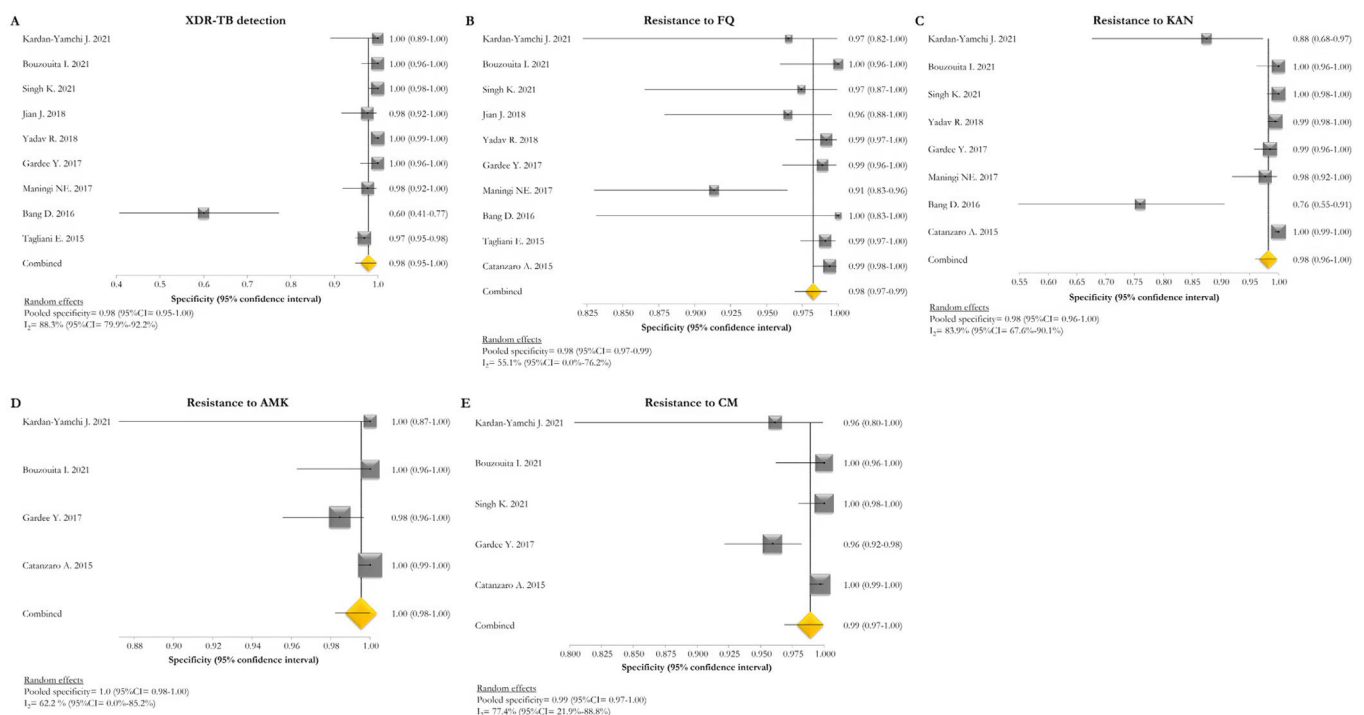 A
XDR-TB detection
Kardan-Yamchi J. 2021 1.00 (0.89-1.00)
Bouzouita I. 2021 1.00 (0.96-1.00)
Singh K. 2021 1.00 (0.98-1.00)
Jian J. 2018 0.98 (0.92-1.00)
Yadav R. 2018 1.00 (0.99-1.00)
Gardee Y. 2017 1.00 (0.96-1.00)
Maningi NE. 2017 0.98 (0.92-1.00)
Bang D. 2016 0.60 (0.41-0.77)
Tagliani E. 2015 0.97 (0.95-0.98)
Combined 0.98 (0.95-1.00)
0.4 0.5 0.6 0.7 0.8 0.9 1.0
Specificity (95% confidence interval)
Random effects
Pooled specificity= 0.98 (95%CI= 0.95-1.00)
I2= 88.3% (95%CI= 79.9%-92.2%)
B
Resistance to FQ
Kardan-Yamchi J. 2021 0.97 (0.82-1.00)
Bouzouita I. 2021 1.00 (0.96-1.00)
Singh K. 2021 0.97 (0.87-1.00)
Jian J. 2018 0.96 (0.88-1.00)
Yadav R. 2018 0.99 (0.97-1.00)
Gardee Y. 2017 0.99 (0.96-1.00)
Maningi NE. 2017 0.91 (0.83-0.96)
Bang D. 2016 1.00 (0.83-1.00)
Tagliani E. 2015 0.99 (0.97-1.00)
Catanzaro A. 2015 0.99 (0.98-1.00)
Combined 0.98 (0.97-0.99)
0.825 0.850 0.875 0.900 0.925 0.950 0.975 1.000
Specificity (95% confidence interval)
Random effects
Pooled specificity= 0.98 (95%CI= 0.97-0.99)
I2= 55.1% (95%CI= 0.0%-76.2%)
C
Resistance to KAN
Kardan-Yamchi J. 2021 0.88 (0.68-0.97)
Bouzouita I. 2021 1.00 (0.96-1.00)
Singh K. 2021 1.00 (0.98-1.00)
Yadav R. 2018 0.99 (0.98-1.00)
Gardee Y. 2017 0.99 (0.96-1.00)
Maningi NE. 2017 0.98 (0.92-1.00)
Bang D. 2016 0.76 (0.55-0.91)
Catanzaro A. 2015 1.00 (0.99-1.00)
Combined 0.98 (0.96-1.00)
0.55 0.60 0.65 0.70 0.75 0.80 0.85 0.90 0.95 1.00
Specificity (95% confidence interval)
Random effects
Pooled specificity= 0.98 (95%CI= 0.96-1.00)
I2= 83.9% (95%CI= 67.6%-90.1%)
D
Resistance to AMK
Kardan-Yamchi J. 2021 1.00 (0.87-1.00)
Bouzouita I. 2021 1.00 (0.96-1.00)
Gardee Y. 2017 0.98 (0.96-1.00)
Catanzaro A. 2015 1.00 (0.99-1.00)
Combined 1.00 (0.98-1.00)
0.88 0.90 0.92 0.94 0.96 0.98 1.00
Specificity (95% confidence interval)
Random effects
Pooled specificity= 1.0 (95%CI= 0.98-1.00)
I2= 62.2 % (95%CI= 0.0%-85.2%)
E
Resistance to CM
Kardan-Yamchi J. 2021 0.96 (0.80-1.00)
Bouzouita I. 2021 1.00 (0.96-1.00)
Singh K. 2021 1.00 (0.98-1.00)
Gardee Y. 2017 0.96 (0.92-0.98)
Catanzaro A. 2015 1.00 (0.99-1.00)
Combined 0.99 (0.97-1.00)
0.800 0.825 0.850 0.875 0.900 0.925 0.950 0.975 1.000
Specificity (95% confidence interval)
Random effects
Pooled specificity= 0.99 (95%CI= 0.97-1.00)
I2= 77.4% (95%CI= 21.9%-88.8%)